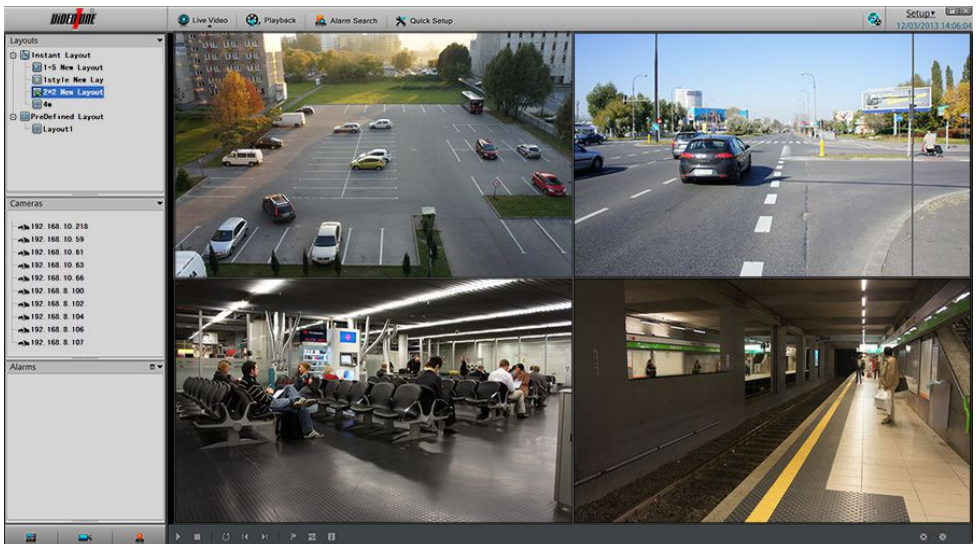 VIDEO ONE
Live Video
Playback
Alarm Search
Quick Setup
Setup
12/03/2013 14:06:04
Layouts
Instant Layout
1+5 New Layout
1style New Lay
2*2 New Layout
4w
PreDefined Layout
Layout1
Cameras
192.168.10.218
192.168.10.59
192.168.10.61
192.168.10.63
192.168.10.66
192.168.8.100
192.168.8.102
192.168.8.104
192.168.8.106
192.168.8.107
Alarms